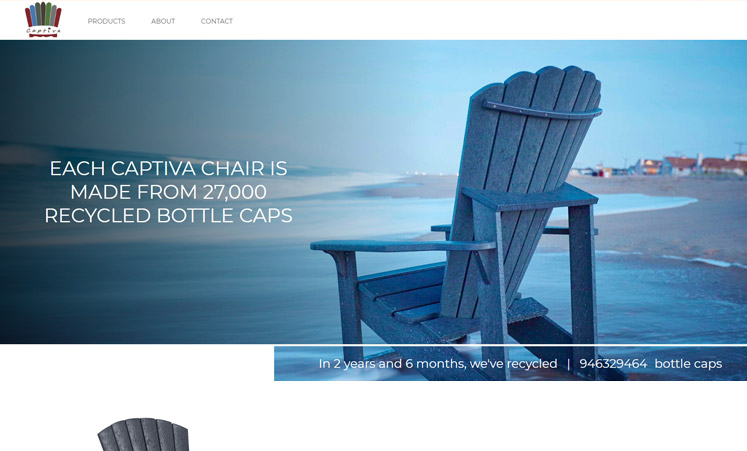 Captiva
PRODUCTS
ABOUT
CONTACT
EACH CAPTIVA CHAIR IS
MADE FROM 27,000
RECYCLED BOTTLE CAPS
In 2 years and 6 months, we've recycled | 946329464 bottle caps